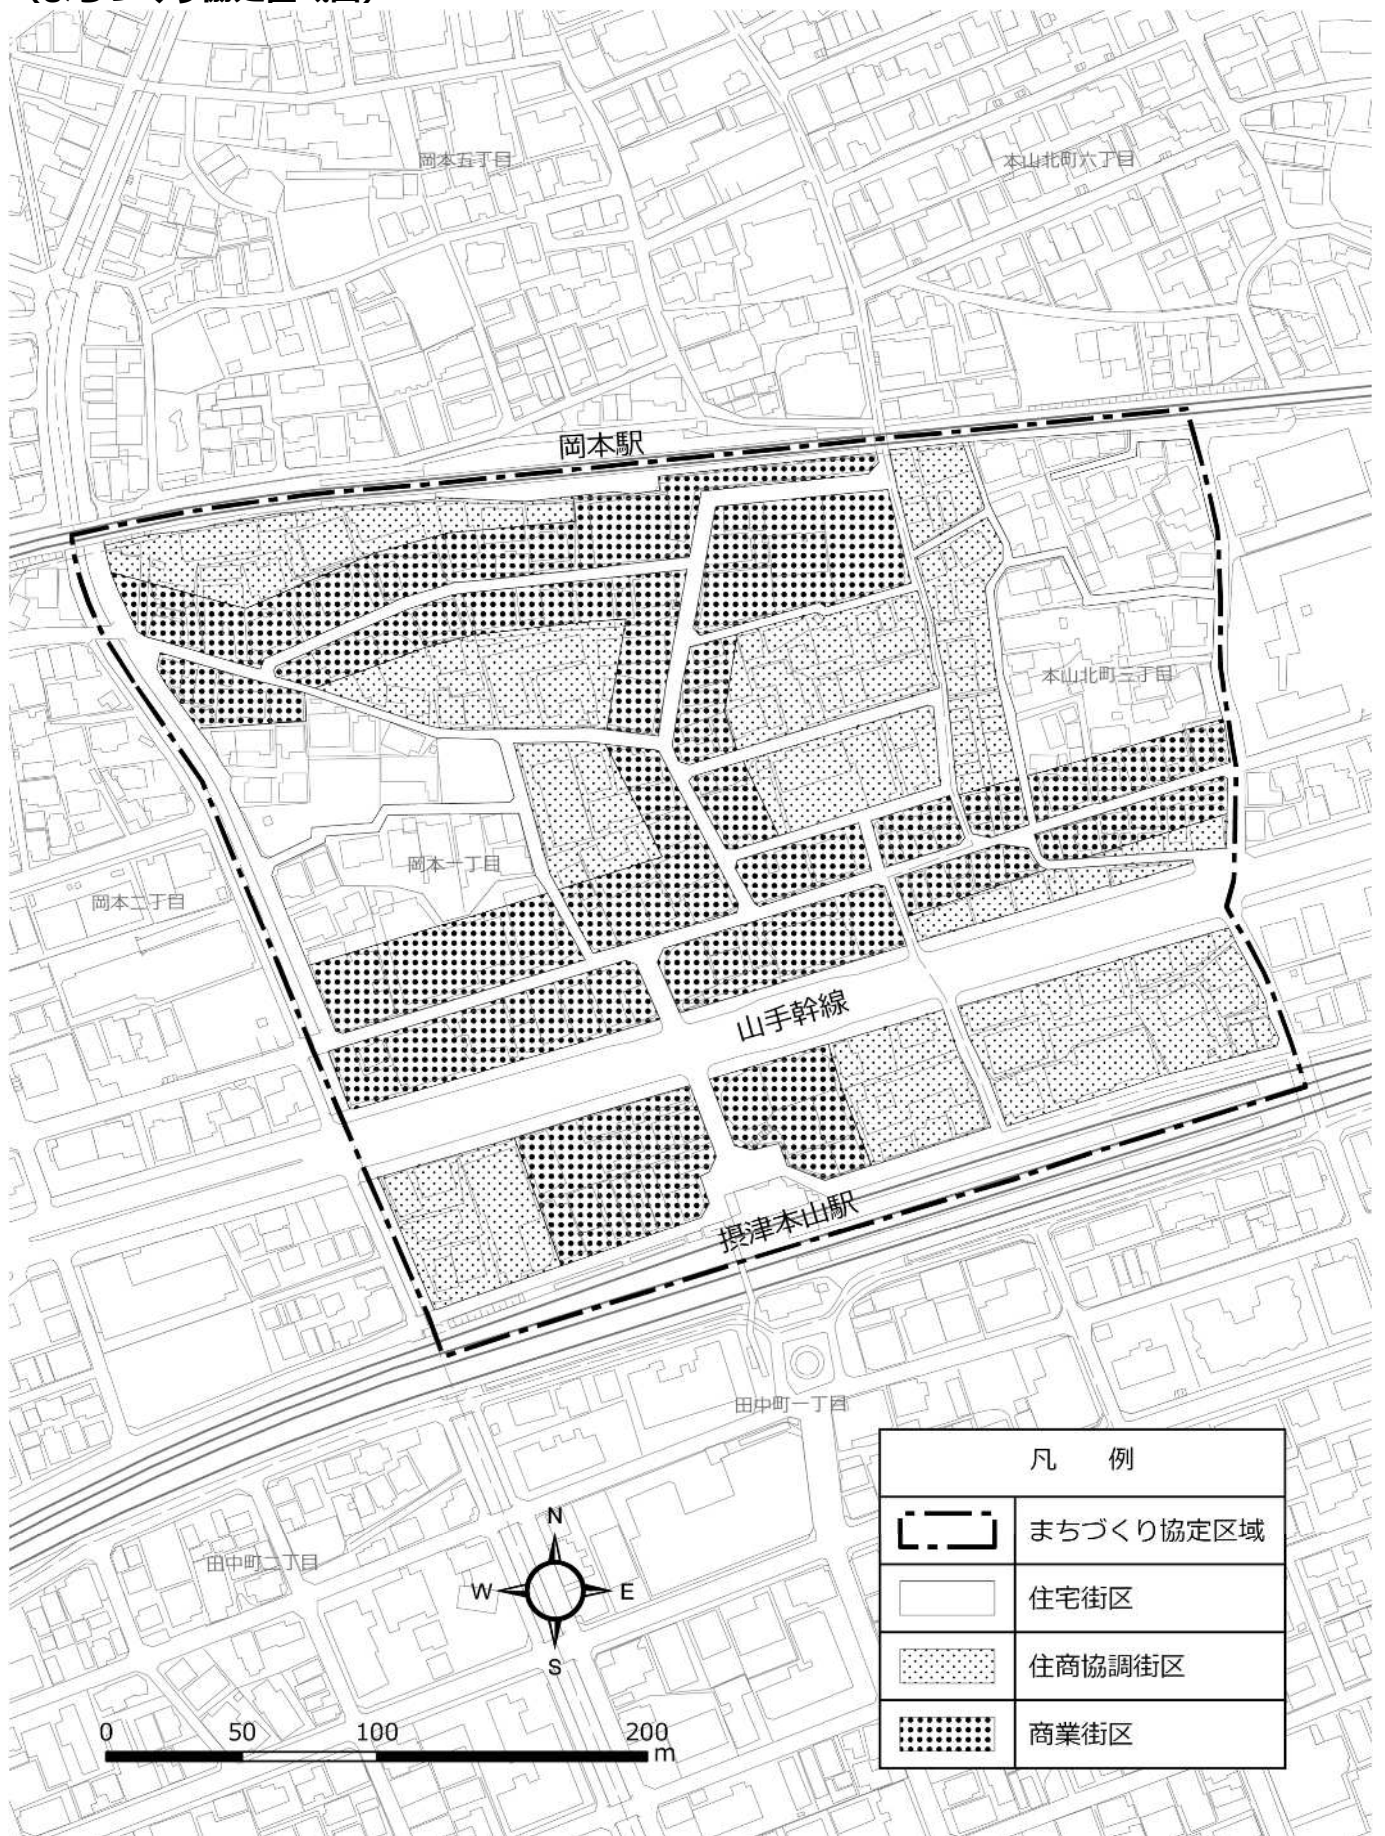 岡本五丁目
本山北町六丁目
岡本駅
本山北町三丁目
岡本一丁目
岡本二丁目
山手幹線
摂津本山駅
田中町一丁目
田中町二丁目
N
W
E
S
0
50
100
200
m
凡 例
まちづくり協定区域
住宅街区
住商協調街区
商業街区